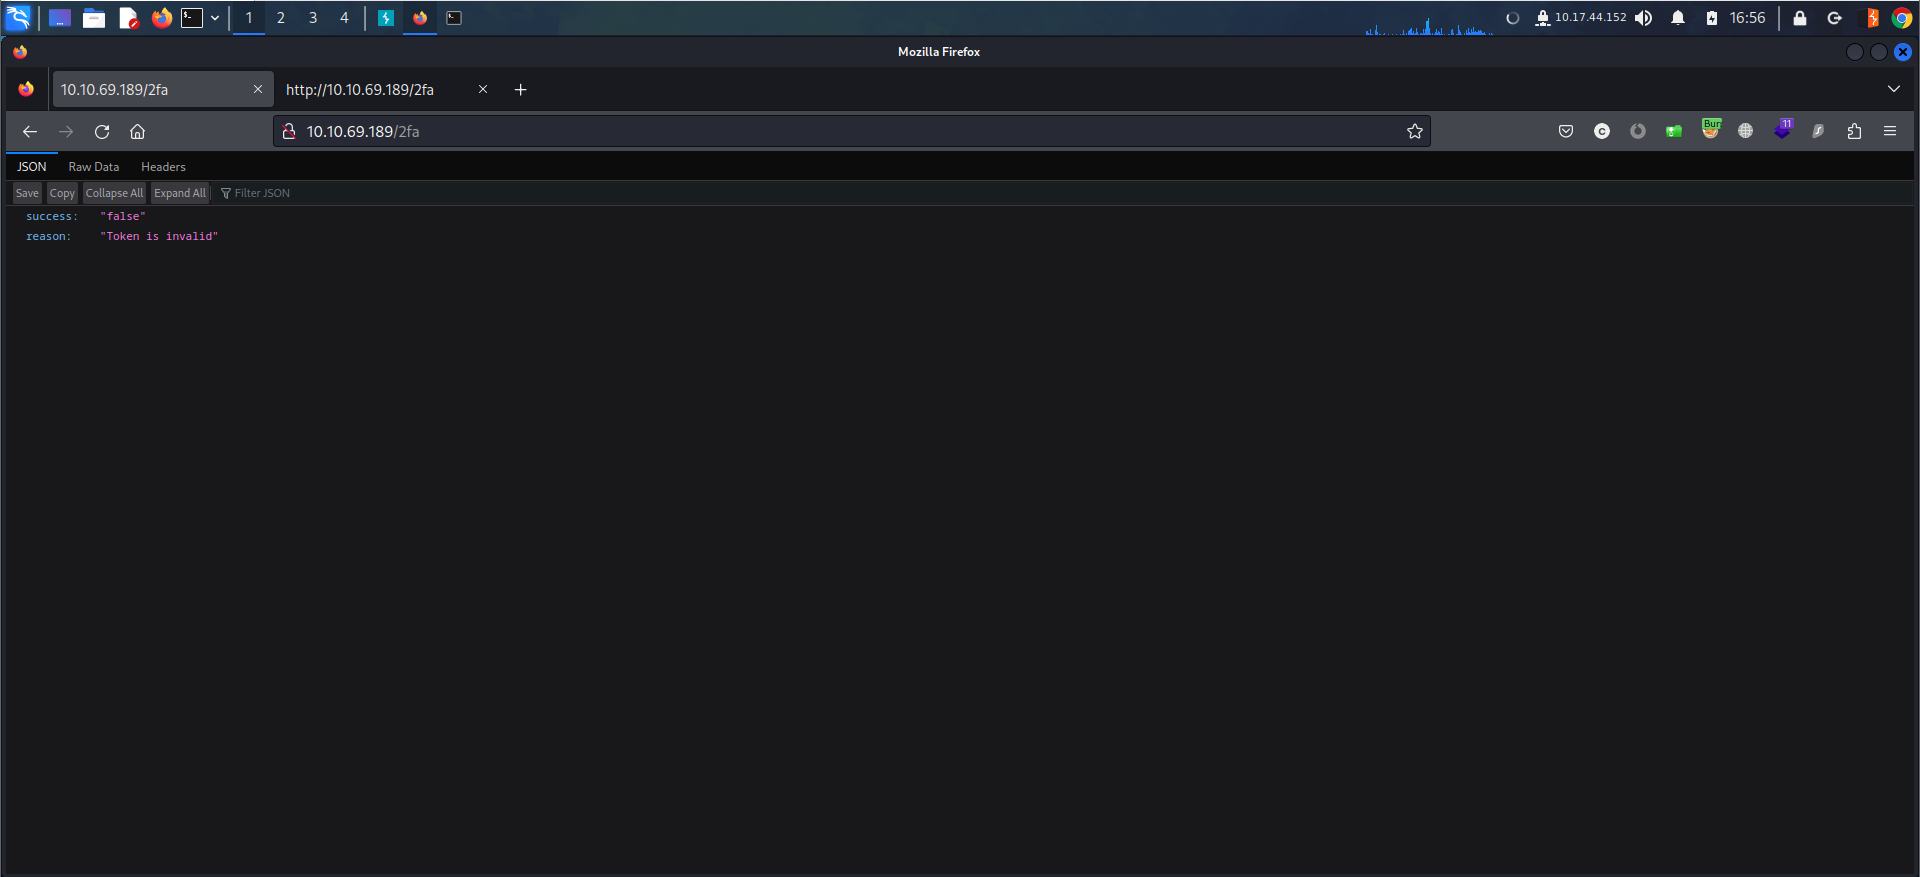 1 2 3 4 10.17.44.152 16:56
Mozilla Firefox
10.10.69.189/2fa http://10.10.69.189/2fa
10.10.69.189/2fa 11
JSON Raw Data Headers
Save Copy Collapse All Expand All Filter JSON
success: "false"
reason: "Token is invalid"